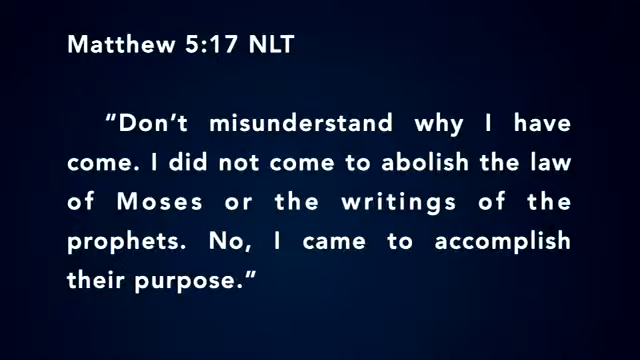 Matthew 5:17 NLT
“Don’t misunderstand why I have
come. I did not come to abolish the law
of Moses or the writings of the
prophets. No, I came to accomplish
their purpose.”